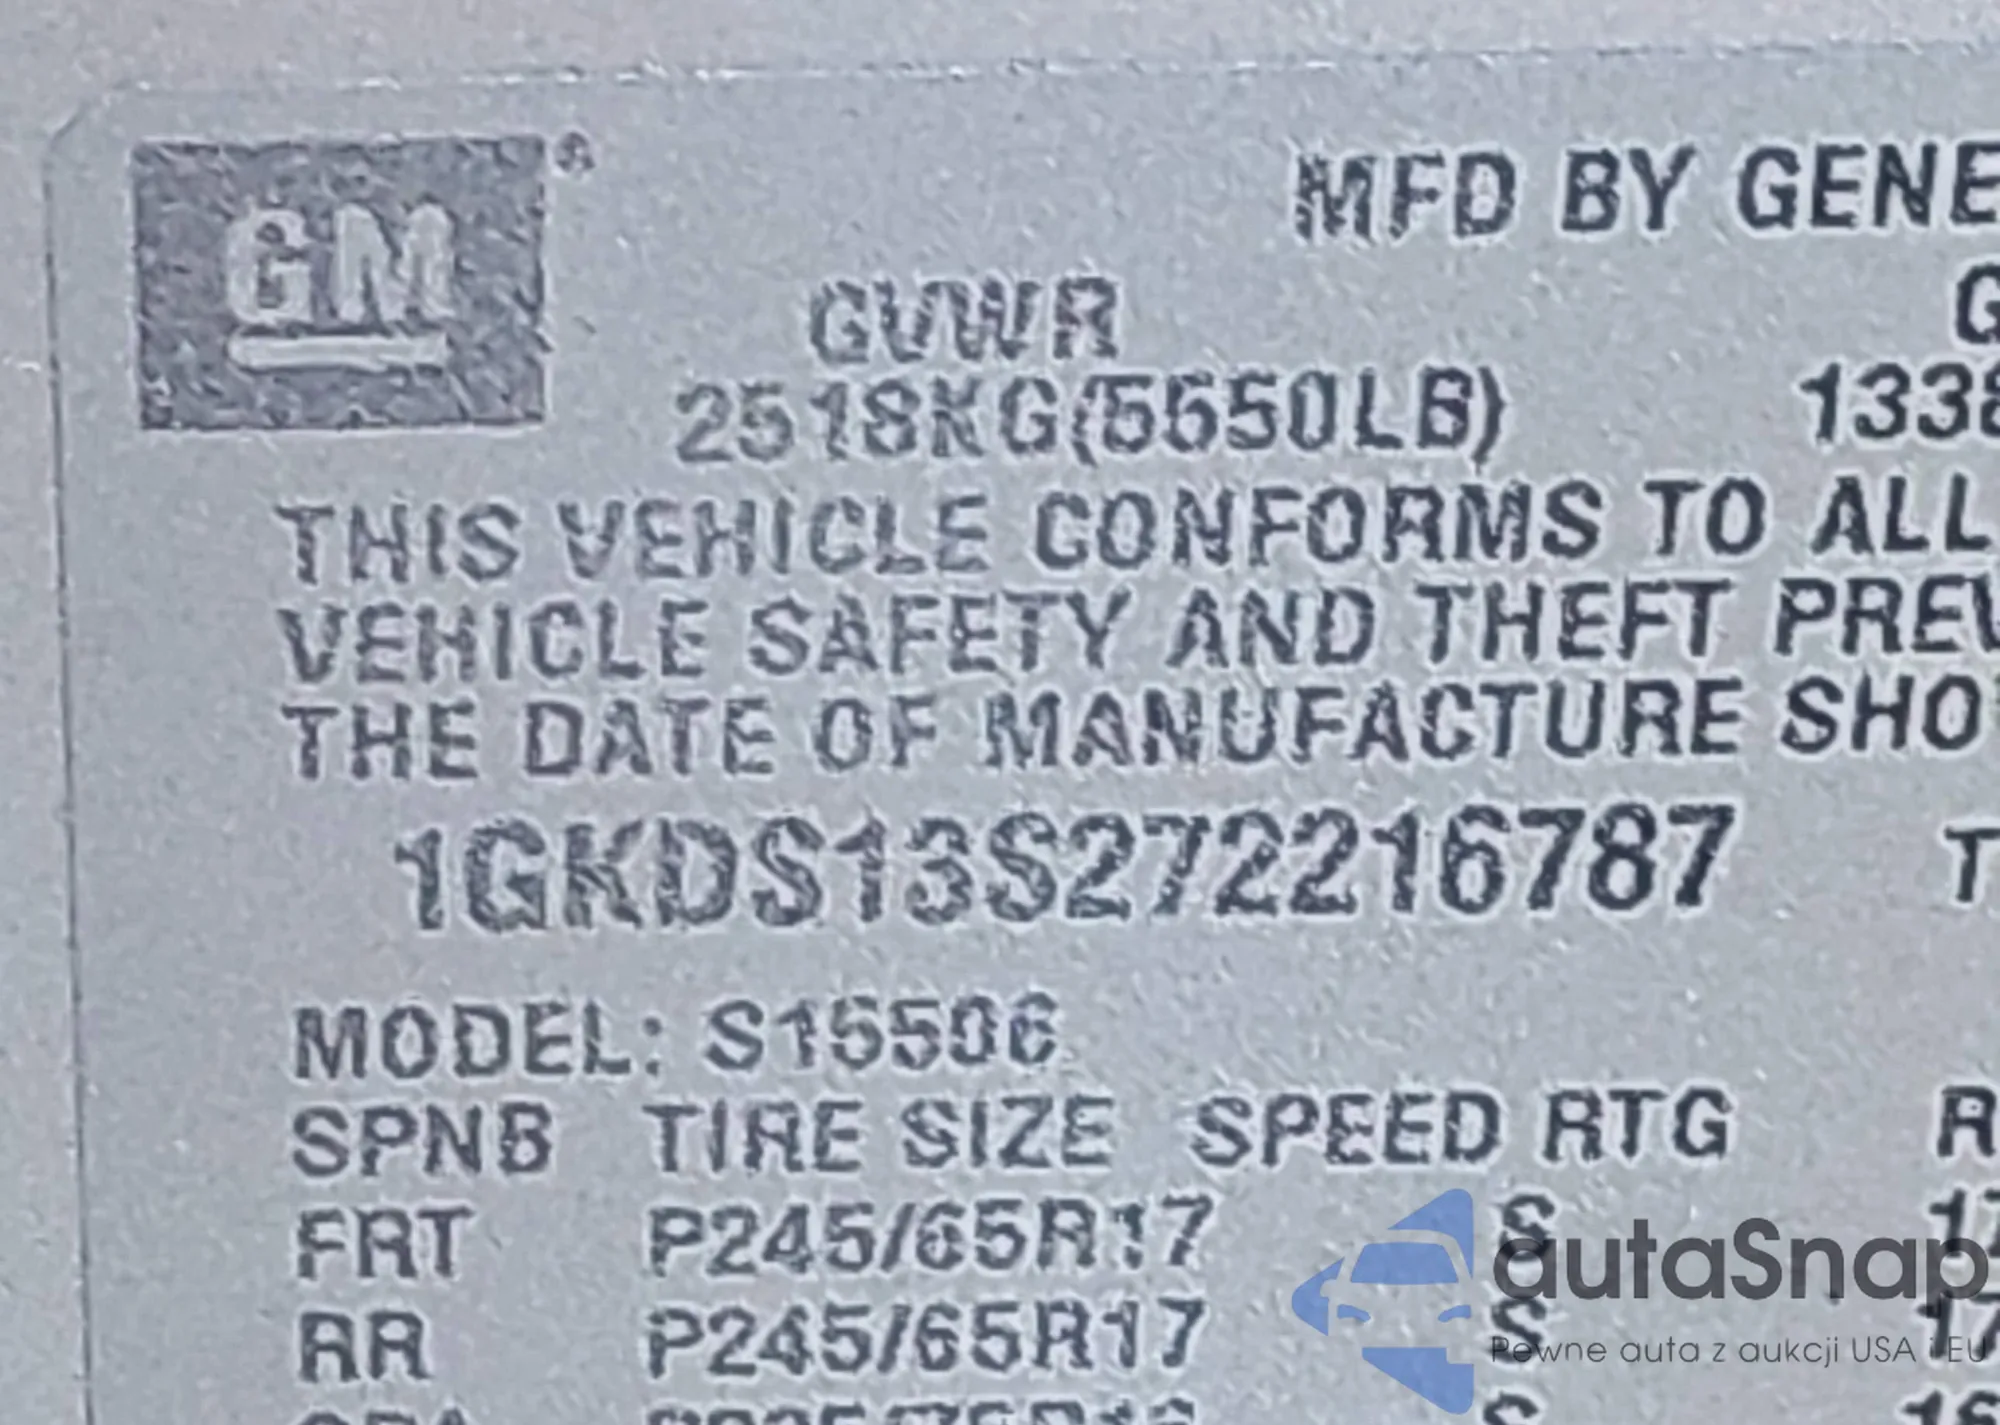 GM®
MFD BY GENE
GVWR G
2518KG(5550LB) 1338
THIS VEHICLE CONFORMS TO ALL
VEHICLE SAFETY AND THEFT PREV
THE DATE OF MANUFACTURE SHO
1GKDS13S272216787 T
MODEL: S15506
SPNB TIRE SIZE SPEED RTG R
FRT P245/65R17 S 17
RR P245/65R17 S 17
autaSnap
Pewne auta z aukcji USA i EU